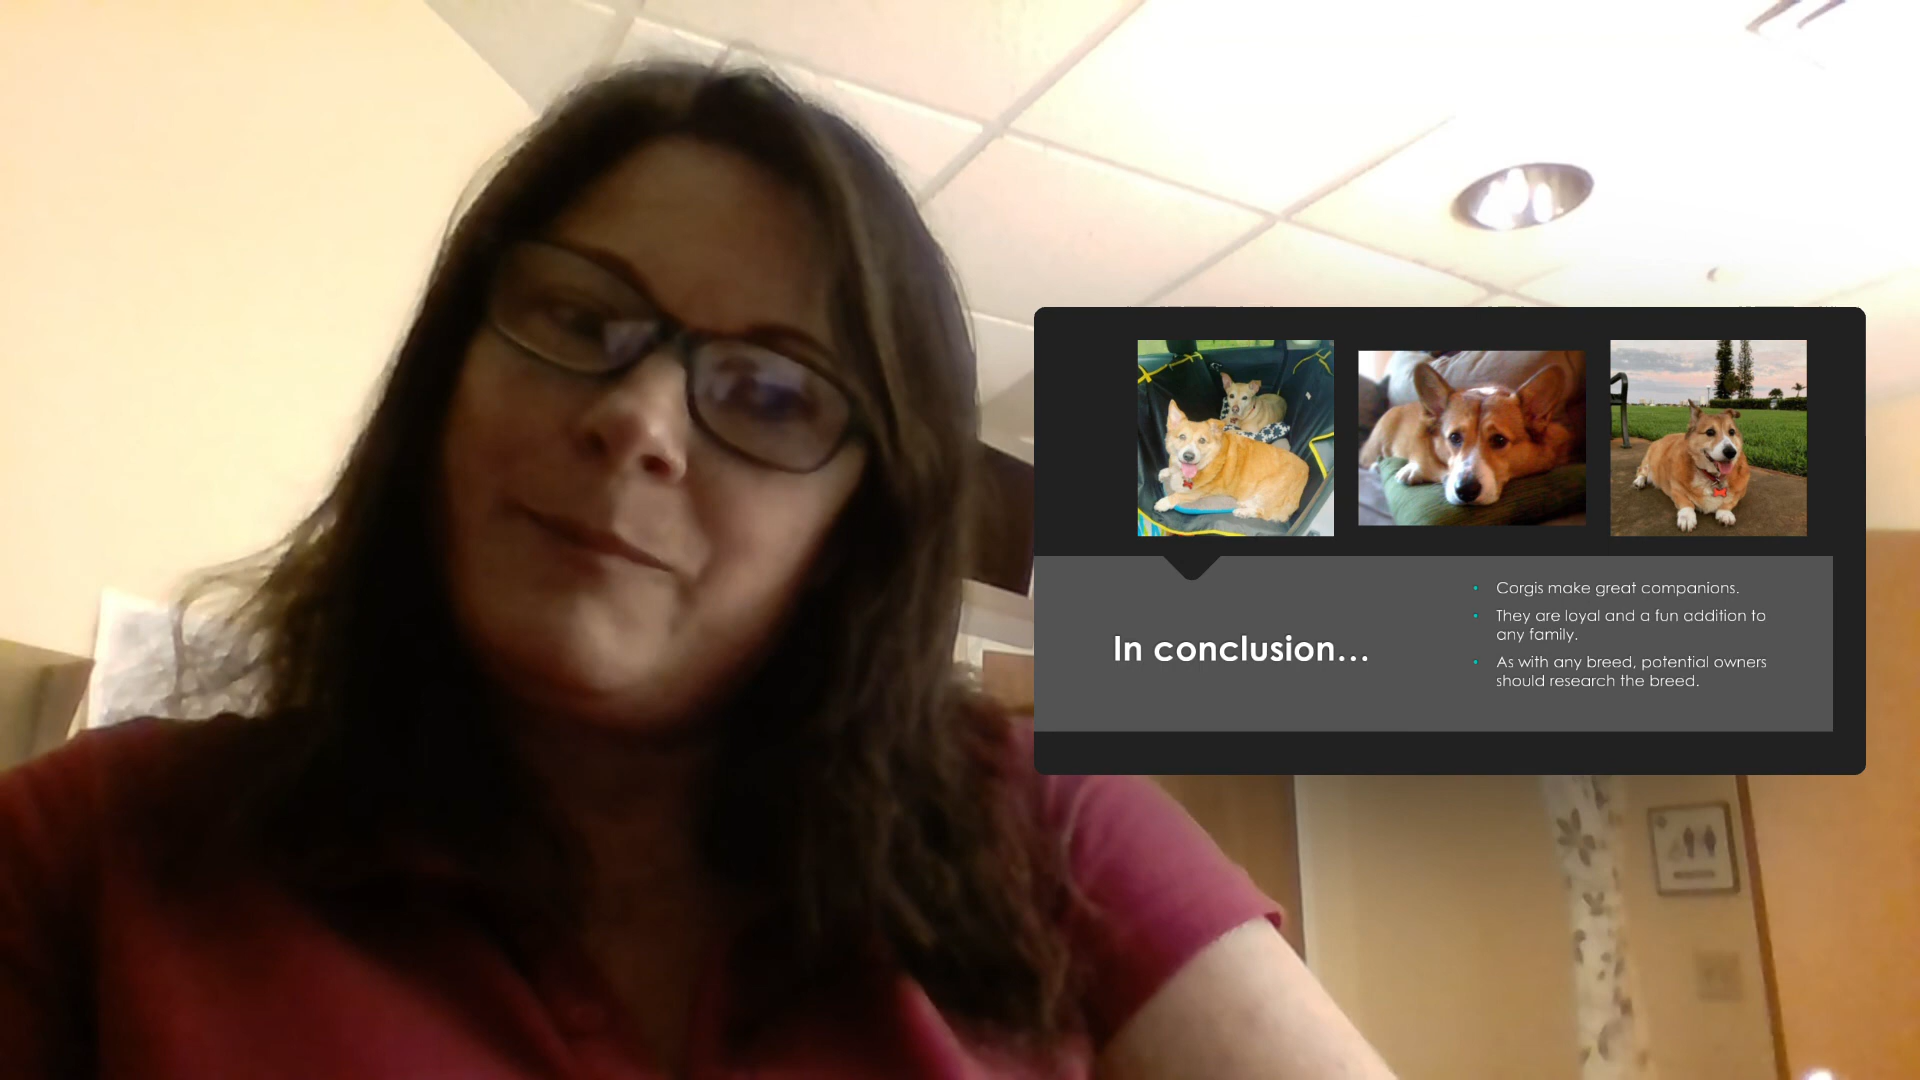 In conclusion...
• Corgis make great companions.
• They are loyal and a fun addition to
any family.
• As with any breed, potential owners
should research the breed.